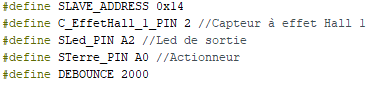 #define SLAVE_ADDRESS 0x14
#define C_EffetHall_1_PIN 2 //Capteur à effet Hall 1
#define SLed_PIN A2 //Led de sortie
#define STerre_PIN A0 //Actionneur
#define DEBOUNCE 2000